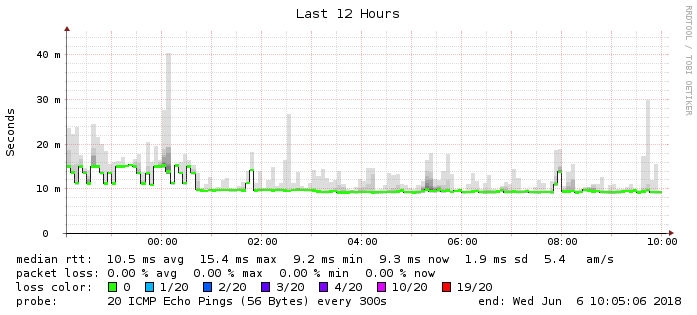 Last 12 Hours
RRDTOOL / TOBI OETIKER
Seconds
40 m
30 m
20 m
10 m
0
00:00 02:00 04:00 06:00 08:00 10:00
median rtt: 10.5 ms avg 15.4 ms max 9.2 ms min 9.3 ms now 1.9 ms sd 5.4 am/s
packet loss: 0.00 % avg 0.00 % max 0.00 % min 0.00 % now
loss color: 0 1/20 2/20 3/20 4/20 10/20 19/20
probe: 20 ICMP Echo Pings (56 Bytes) every 300s end: Wed Jun 6 10:05:06 2018